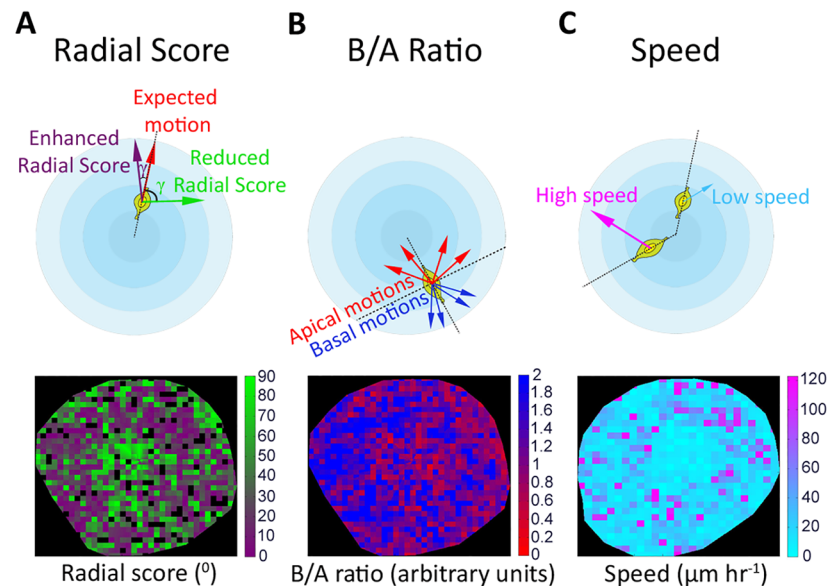 A
Radial Score
B
B/A Ratio
C
Speed
Expected
motion
Enhanced
Radial Score
γ
γ
Reduced
Radial Score
Apical motions
Basal motions
High speed
Low speed
90
80
70
60
50
40
30
20
10
0
Radial score (⁰)
2
1.8
1.6
1.4
1.2
1
0.8
0.6
0.4
0.2
0
B/A ratio (arbitrary units)
120
100
80
60
40
20
0
Speed (µm hr⁻¹)